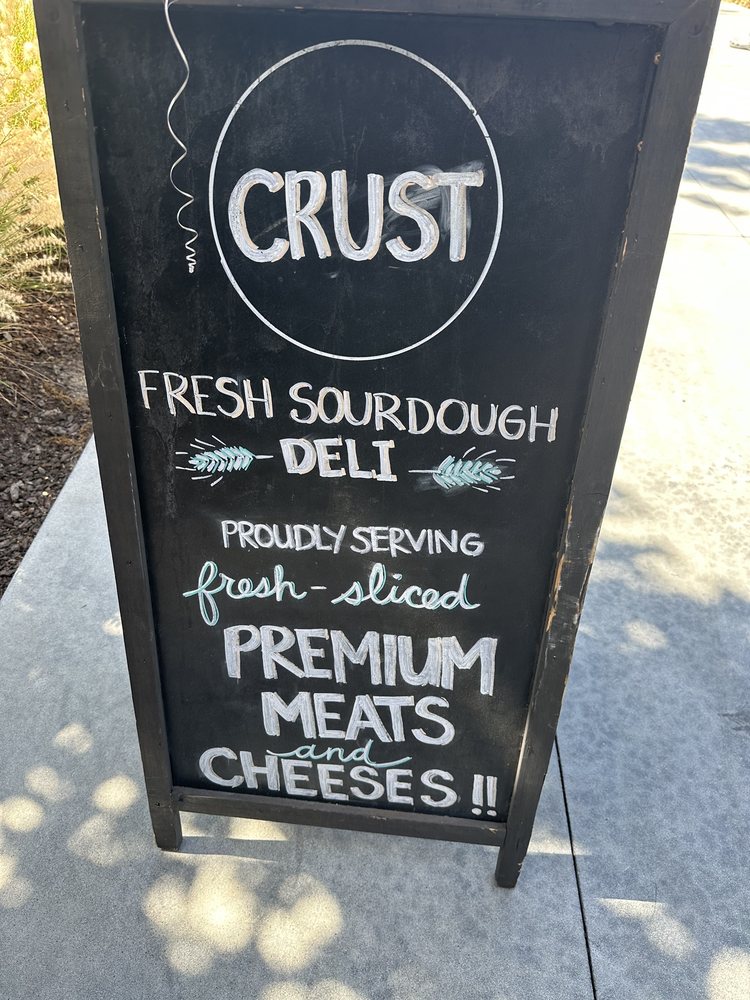 CRUST
FRESH SOURDOUGH
DELI
PROUDLY SERVING
fresh-sliced
PREMIUM
MEATS
and
CHEESES!!